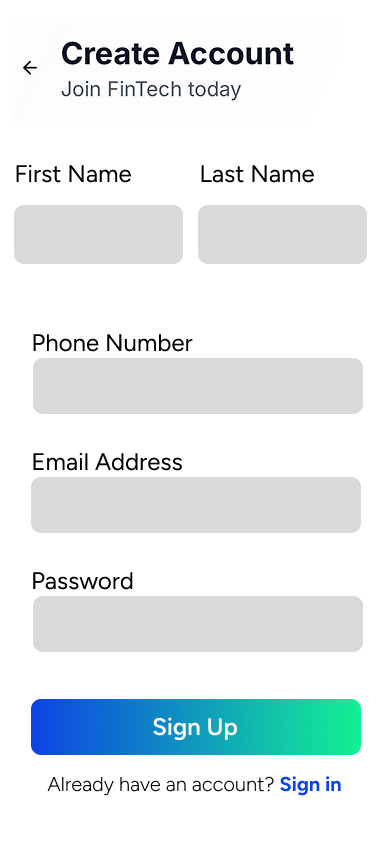 Create Account
Join FinTech today
First Name Last Name
Phone Number
Email Address
Password
Sign Up
Already have an account? Sign in